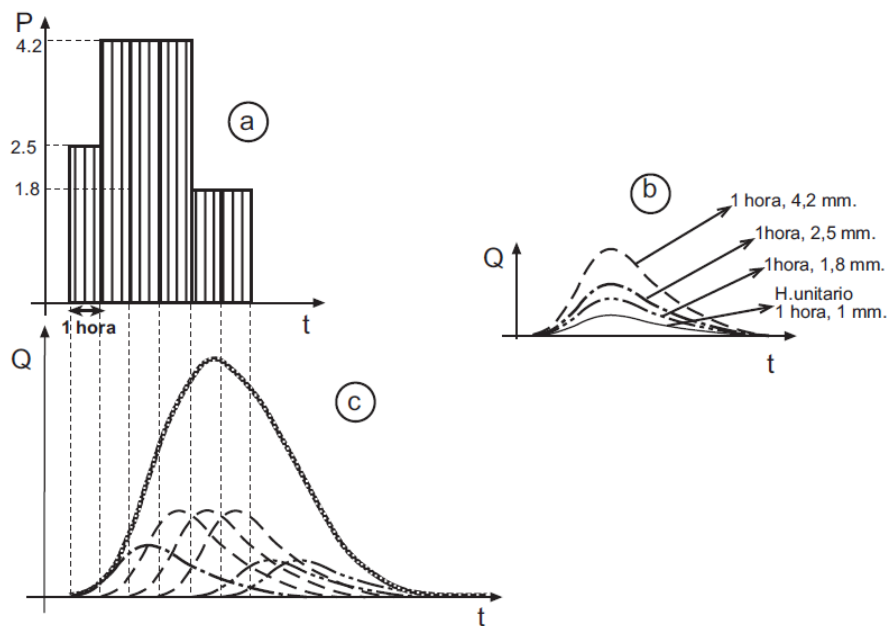 P
4.2
2.5
1.8
a
1 hora
t
b
Q
1 hora, 4,2 mm.
1hora, 2,5 mm.
1hora, 1,8 mm.
H.unitario
1 hora, 1 mm.
t
Q
c
t